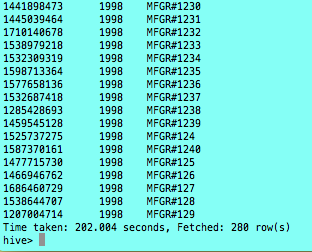 1441898473 1998 MFGR#1230
1445039464 1998 MFGR#1231
1710140678 1998 MFGR#1232
1538979218 1998 MFGR#1233
1532309319 1998 MFGR#1234
1598713364 1998 MFGR#1235
1577658136 1998 MFGR#1236
1532687418 1998 MFGR#1237
1285428693 1998 MFGR#1238
1459545128 1998 MFGR#1239
1525737275 1998 MFGR#124
1587370161 1998 MFGR#1240
1477715730 1998 MFGR#125
1466946762 1998 MFGR#126
1686460729 1998 MFGR#127
1538644707 1998 MFGR#128
1207004714 1998 MFGR#129
Time taken: 202.004 seconds, Fetched: 280 row(s)
hive>